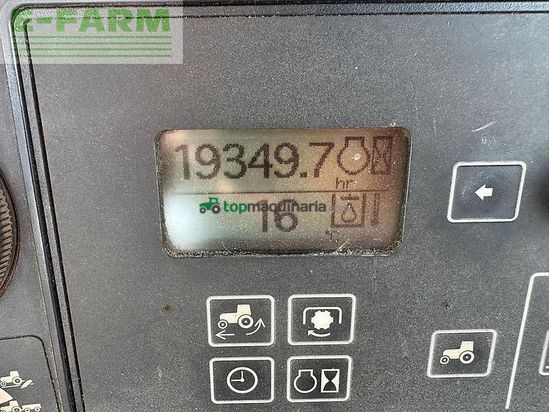 E-FARM
19349.7
hr
topmaquinaria
16
°C